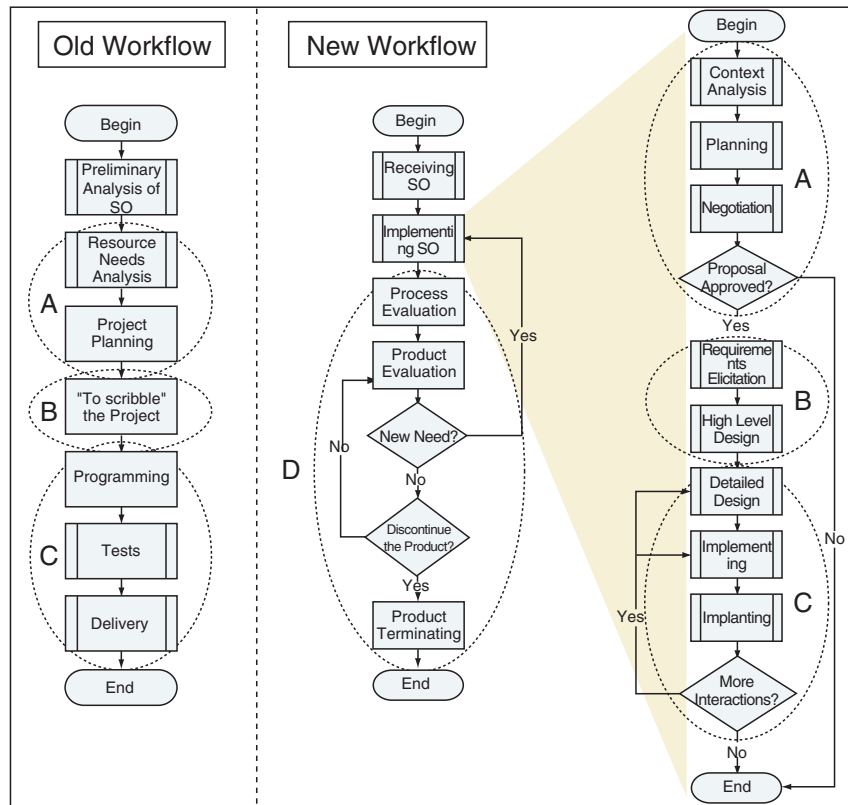 Old Workflow
Begin
Preliminary
Analysis of
SO
Resource
Needs
Analysis
A
Project
Planning
"To scribble"
the Project
B
Programming
C
Tests
Delivery
End
New Workflow
Begin
Receiving
SO
Implementi
ng SO
Process
Evaluation
Yes
Product
Evaluation
No
New Need?
D
No
Discontinue
the Product?
Yes
Product
Terminating
End
Begin
Context
Analysis
Planning
A
Negotiation
Proposal
Approved?
Yes
Requireme
nts
Elicitation
B
High Level
Design
Detailed
Design
No
Implement
ing
C
Yes
Implanting
More
Interactions?
No
End